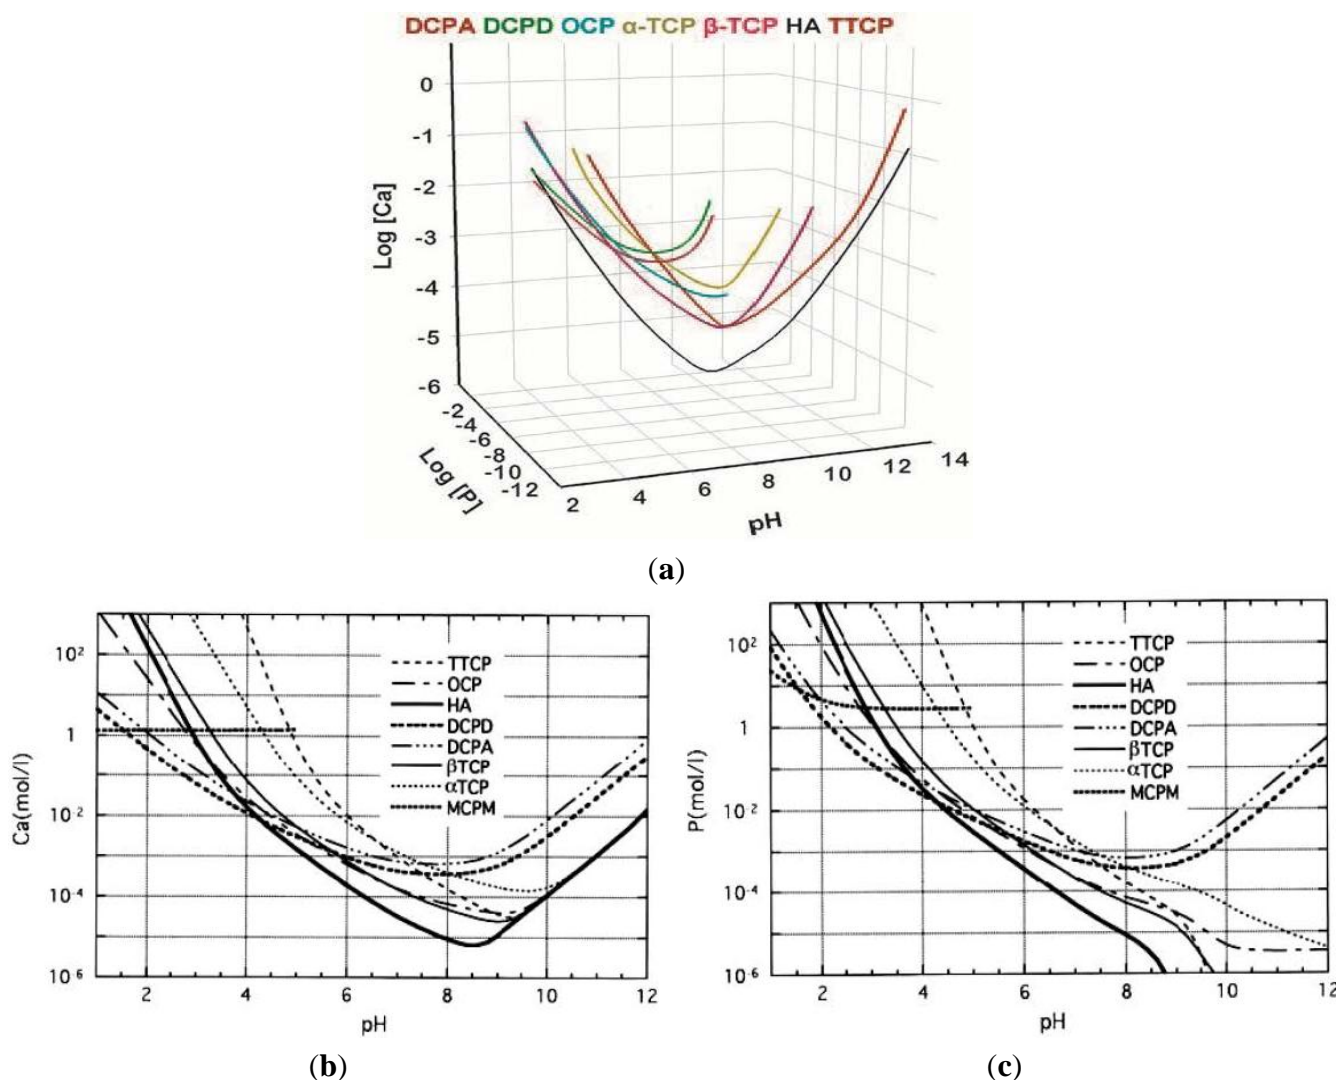 DCPA DCPD OCP α-TCP β-TCP HA TTCP
0
-1
-2
-3
-4
-5
-6
Log [Ca]
-2
-4
-6
-8
-10
-12
Log [P]
2
4
6
8
10
12
14
pH
(a)
10²
1
10⁻²
10⁻⁴
10⁻⁶
Ca(mol/l)
TTCP
OCP
HA
DCPD
DCPA
βTCP
αTCP
MCPM
2
4
6
8
10
12
pH
(b)
10²
1
10⁻²
10⁻⁴
10⁻⁶
P(mol/l)
TTCP
OCP
HA
DCPD
DCPA
βTCP
αTCP
MCPM
2
4
6
8
10
12
pH
(c)